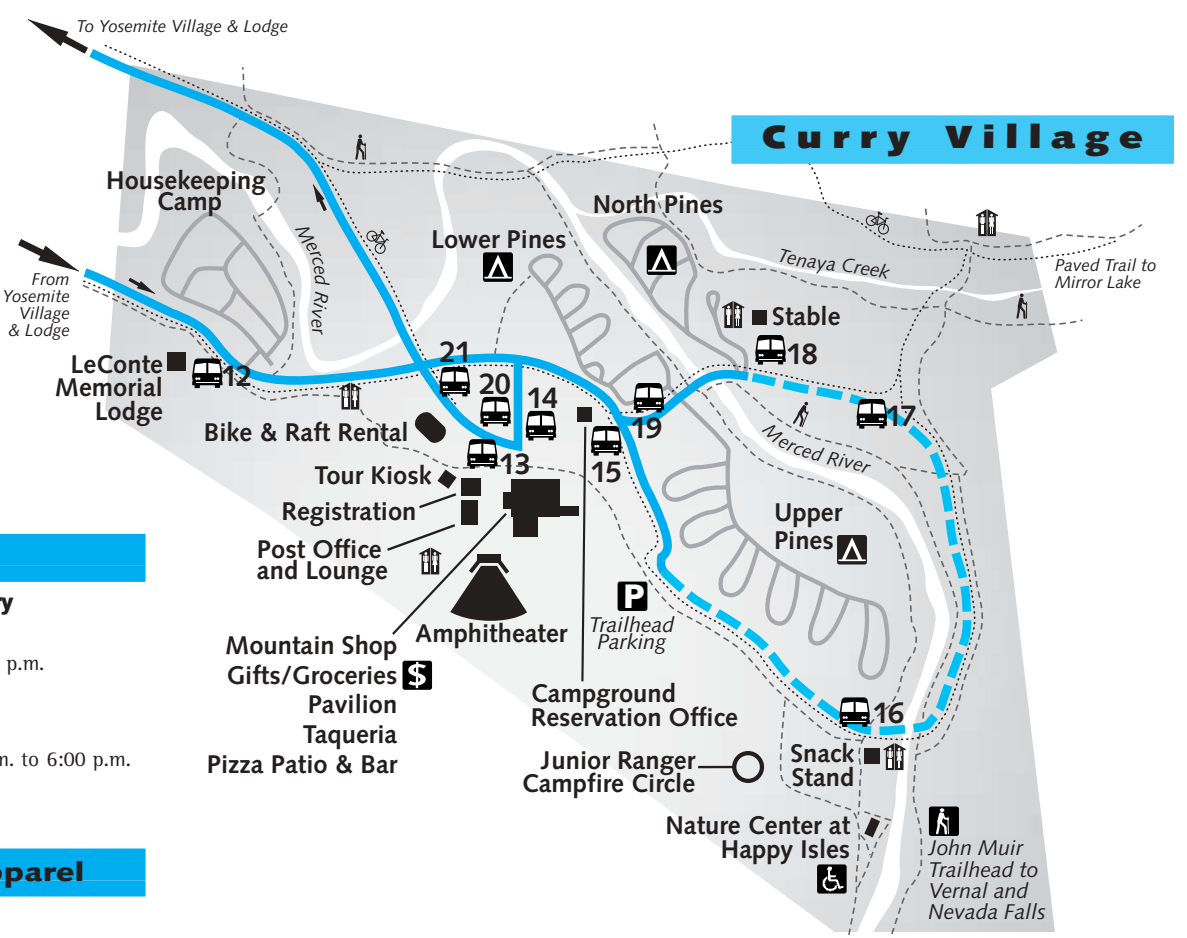 To Yosemite Village & Lodge
Curry Village
Housekeeping
Camp
North Pines
Lower Pines
Merced River
Tenaya Creek
Paved Trail to
Mirror Lake
From
Yosemite
Village
& Lodge
Stable
18
LeConte
Memorial
Lodge
12
21
20
14
19
17
Bike & Raft Rental
13
15
Merced River
Tour Kiosk
Registration
Post Office
and Lounge
Upper
Pines
ry
P
Trailhead
Parking
Amphitheater
Mountain Shop
Gifts/Groceries $
Pavilion
Taqueria
Pizza Patio & Bar
p.m.
m. to 6:00 p.m.
Campground
Reservation Office
16
Snack
Stand
Junior Ranger
Campfire Circle
Nature Center at
Happy Isles
John Muir
Trailhead to
Vernal and
Nevada Falls
parel